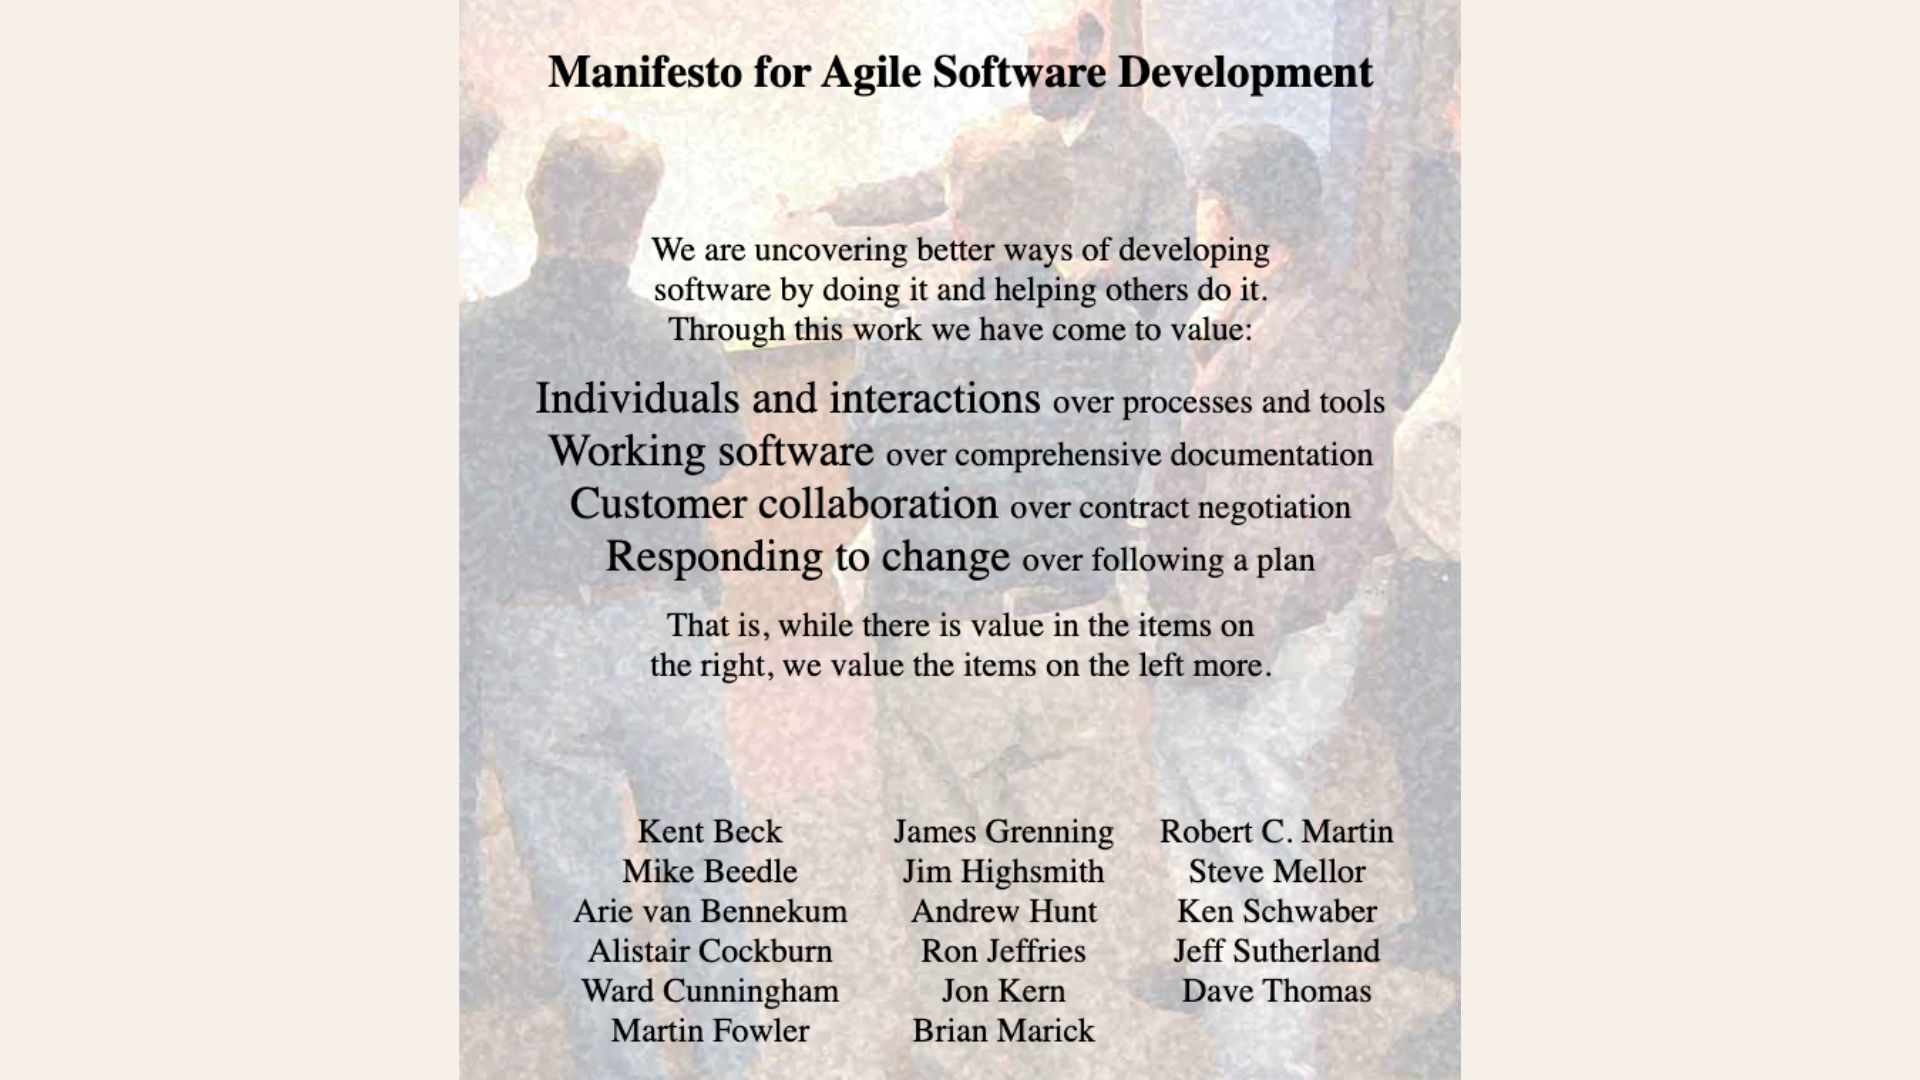 Manifesto for Agile Software Development
We are uncovering better ways of developing
software by doing it and helping others do it.
Through this work we have come to value:
Individuals and interactions over processes and tools
Working software over comprehensive documentation
Customer collaboration over contract negotiation
Responding to change over following a plan
That is, while there is value in the items on
the right, we value the items on the left more.
Kent Beck
Mike Beedle
Arie van Bennekum
Alistair Cockburn
Ward Cunningham
Martin Fowler
James Grenning
Jim Highsmith
Andrew Hunt
Ron Jeffries
Jon Kern
Brian Marick
Robert C. Martin
Steve Mellor
Ken Schwaber
Jeff Sutherland
Dave Thomas